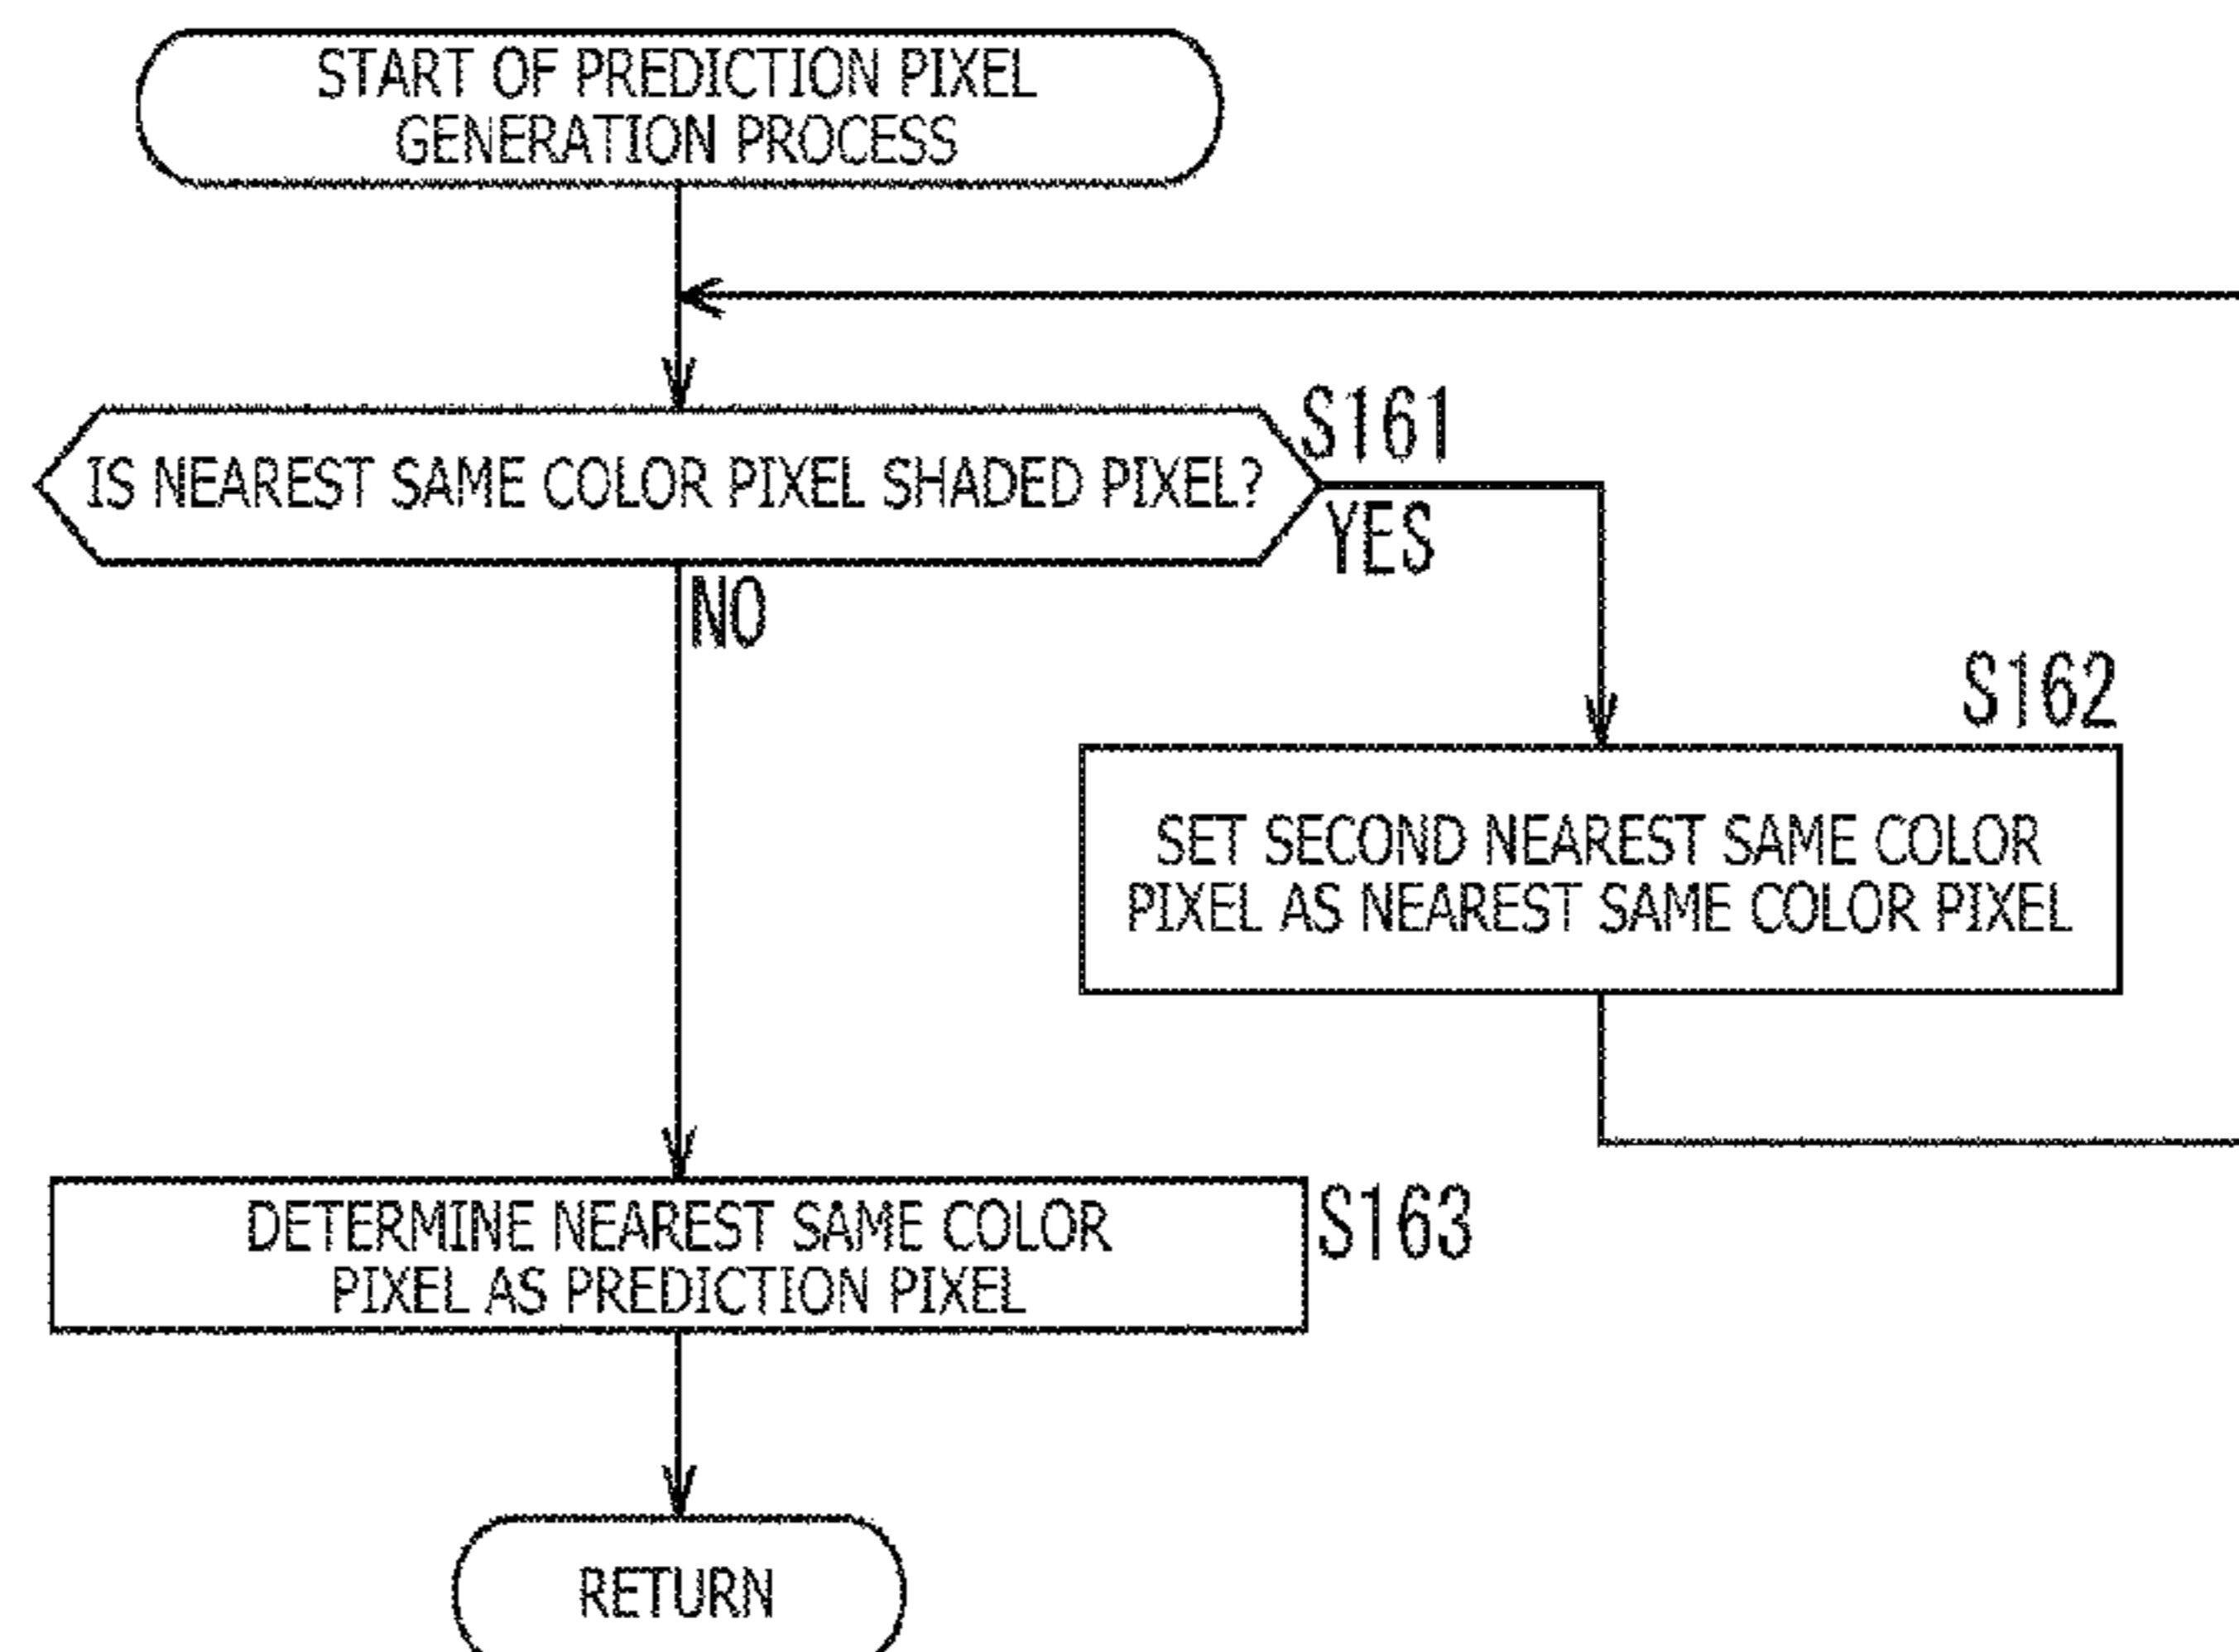 START OF PREDICTION PIXEL
GENERATION PROCESS
S161
IS NEAREST SAME COLOR PIXEL SHADED PIXEL?
YES
NO
S162
SET SECOND NEAREST SAME COLOR
PIXEL AS NEAREST SAME COLOR PIXEL
S163
DETERMINE NEAREST SAME COLOR
PIXEL AS PREDICTION PIXEL
RETURN